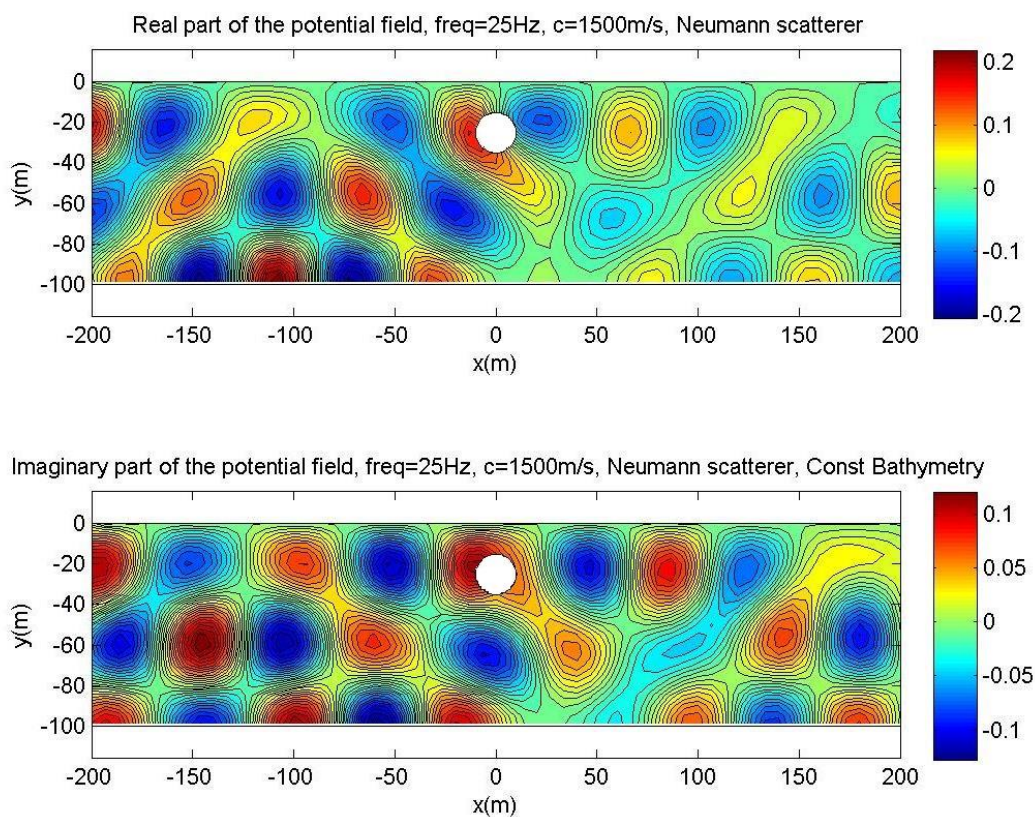 Real part of the potential field, freq=25Hz, c=1500m/s, Neumann scatterer
0
-20
-40
-60
-80
-100
y(m)
-200 -150 -100 -50 0 50 100 150 200
x(m)
0.2
0.1
0
-0.1
-0.2
Imaginary part of the potential field, freq=25Hz, c=1500m/s, Neumann scatterer, Const Bathymetry
0
-20
-40
-60
-80
-100
y(m)
-200 -150 -100 -50 0 50 100 150 200
x(m)
0.1
0.05
0
-0.05
-0.1